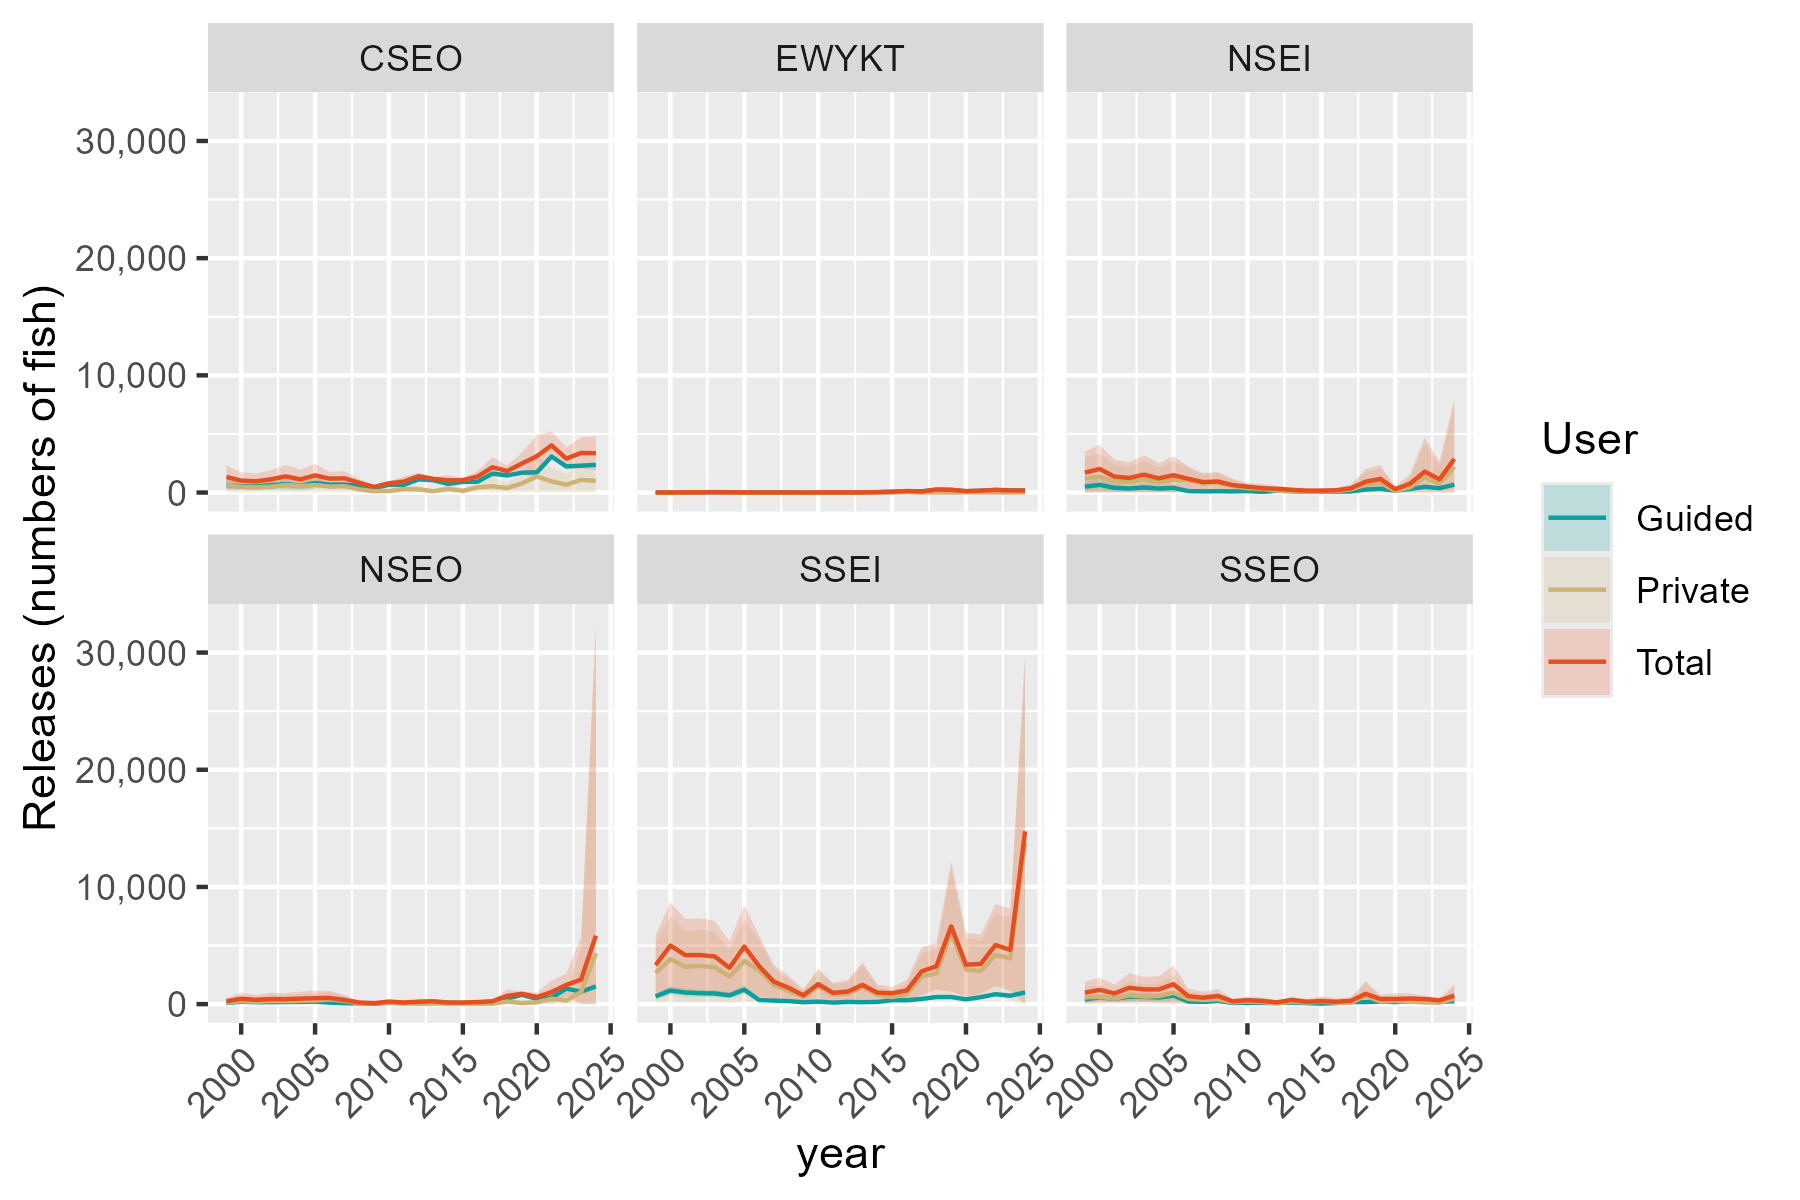 CSEO
EWYKT
NSEI
30,000
20,000
10,000
0
NSEO
SSEI
SSEO
30,000
20,000
10,000
0
2000 2005 2010 2015 2020 2025
2000 2005 2010 2015 2020 2025
2000 2005 2010 2015 2020 2025
year
Releases (numbers of fish)
User
Guided
Private
Total